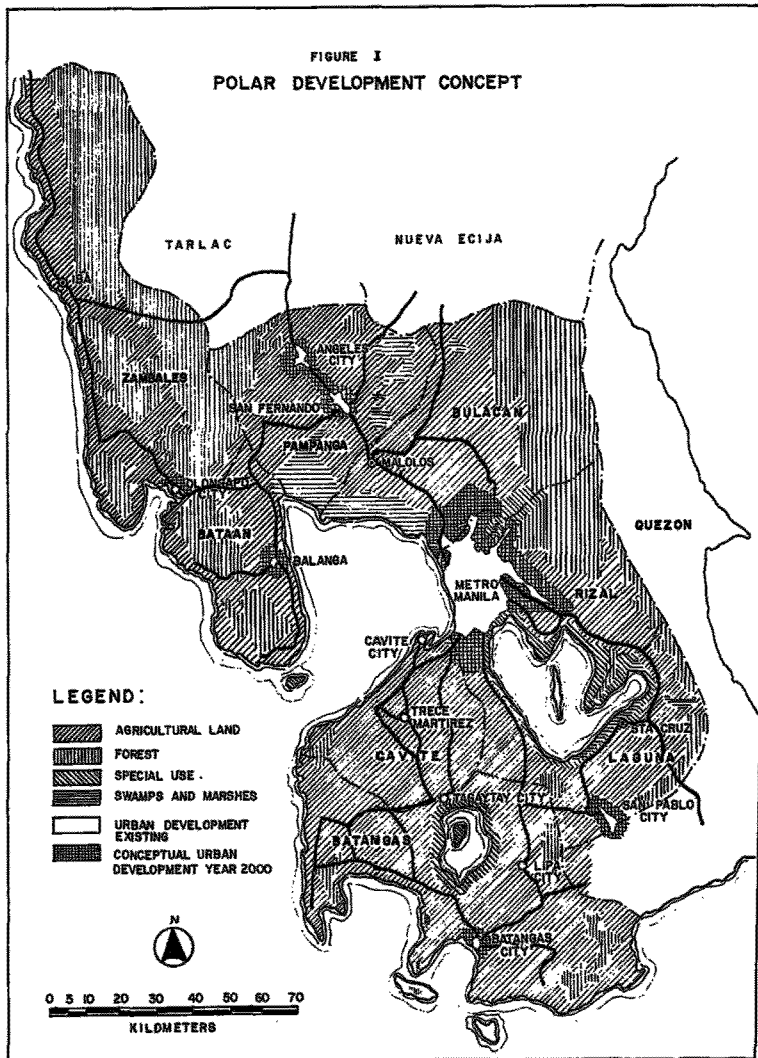 FIGURE I
POLAR DEVELOPMENT CONCEPT
TARLAC
NUEVA ECIJA
IBA
ANGELES
CITY
ZAMBALES
SAN FERNANDO
BULACAN
PAMPANGA
MALOLOS
OLONGAPO
CITY
QUEZON
BATAAN
BALANGA
METRO
MANILA
RIZAL
CAVITE
CITY
LEGEND:
TRECE
MARTIREZ
STA CRUZ
AGRICULTURAL LAND
FOREST
CAVITE
LAGUNA
SPECIAL USE
SWAMPS AND MARSHES
TAGAYTAY CITY
SAN PABLO
CITY
URBAN DEVELOPMENT
EXISTING
BATANGAS
CONCEPTUAL URBAN
DEVELOPMENT YEAR 2000
LIPA
CITY
N
BATANGAS
CITY
0 5 10 20 30 40 50 60 70
KILOMETERS